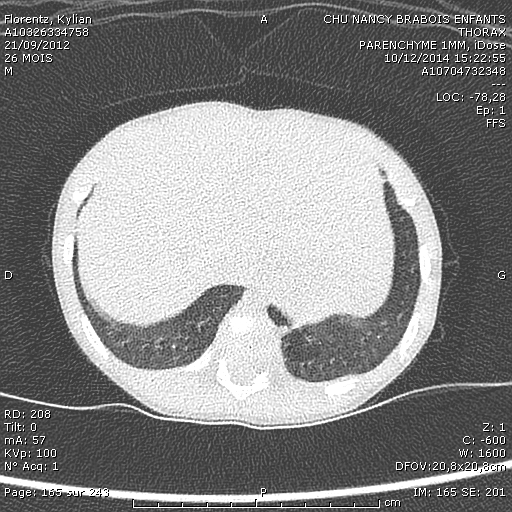 Florentz, Kylian
A10326334758
21/09/2012
26 MOIS
M
A
CHU NANCY BRABOIS ENFANTS
THORAX
PARENCHYME 1MM, iDose
10/12/2014 15:22:55
A10704732348
---
LOC: -78,28
Ep: 1
FFS
D
G
RD: 208
Tilt: 0
mA: 57
KVp: 100
N° Acq: 1
Page: 165 sur 243
P
cm
Z: 1
C: -600
W: 1600
DFOV:20,8x20,8cm
IM: 165 SE: 201